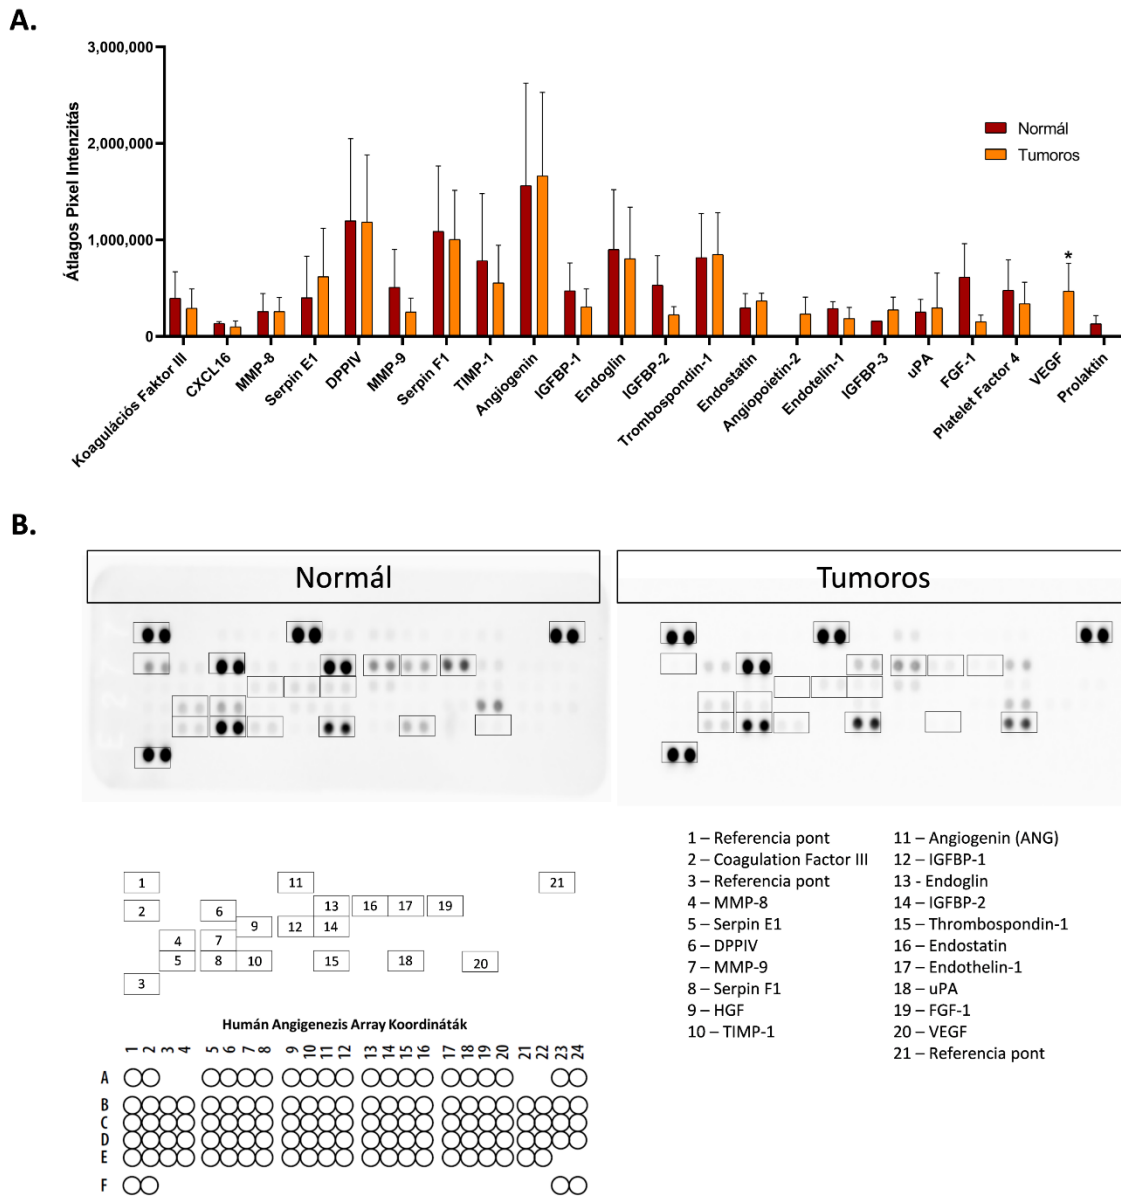 A.
3,000,000
2,000,000
1,000,000
0
Átlagos Pixel Intenzitás
Normál
Tumoros
*
Koagulációs Faktor III
CXCL16
MMP-8
Serpin E1
DPPIV
MMP-9
Serpin F1
TIMP-1
Angiogenin
IGFBP-1
Endoglin
IGFBP-2
Trombospondin-1
Endostatin
Angiopoietin-2
Endotelin-1
IGFBP-3
uPA
FGF-1
Platelet Factor 4
VEGF
Prolaktin
B.
Normál
Tumoros
1
11
21
2
6
13
16
17
19
9
12
14
4
7
5
8
10
15
18
20
3
1 – Referencia pont
2 – Coagulation Factor III
3 – Referencia pont
4 – MMP-8
5 – Serpin E1
6 – DPPIV
7 – MMP-9
8 – Serpin F1
9 – HGF
10 – TIMP-1
11 – Angiogenin (ANG)
12 – IGFBP-1
13 - Endoglin
14 – IGFBP-2
15 – Thrombospondin-1
16 – Endostatin
17 – Endothelin-1
18 – uPA
19 – FGF-1
20 – VEGF
21 – Referencia pont
Humán Angigenezis Array Koordináták
1 2 3 4 5 6 7 8 9 10 11 12 13 14 15 16 17 18 19 20 21 22 23 24
A
B
C
D
E
F